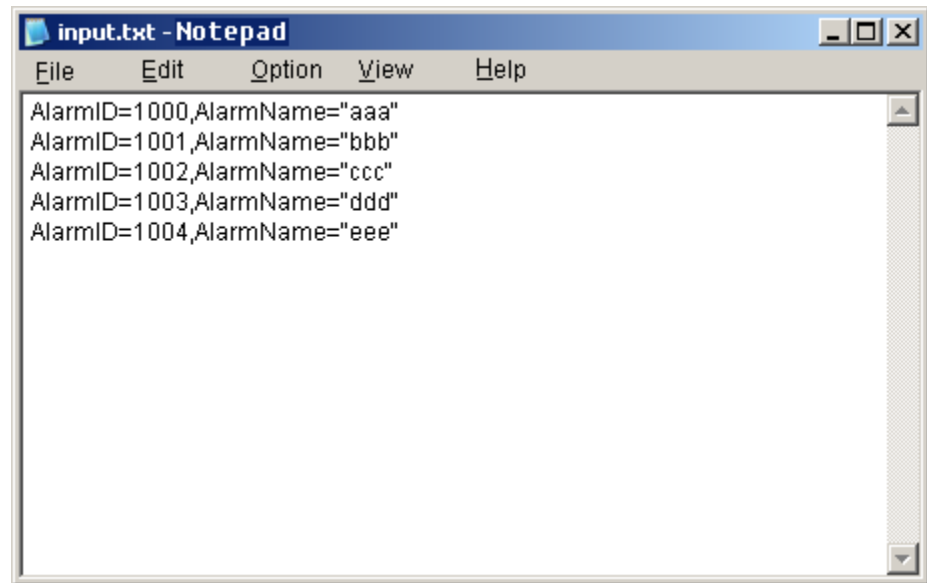 input.txt - Notepad
File Edit Option View Help
AlarmID=1000,AlarmName="aaa"
AlarmID=1001,AlarmName="bbb"
AlarmID=1002,AlarmName="ccc"
AlarmID=1003,AlarmName="ddd"
AlarmID=1004,AlarmName="eee"